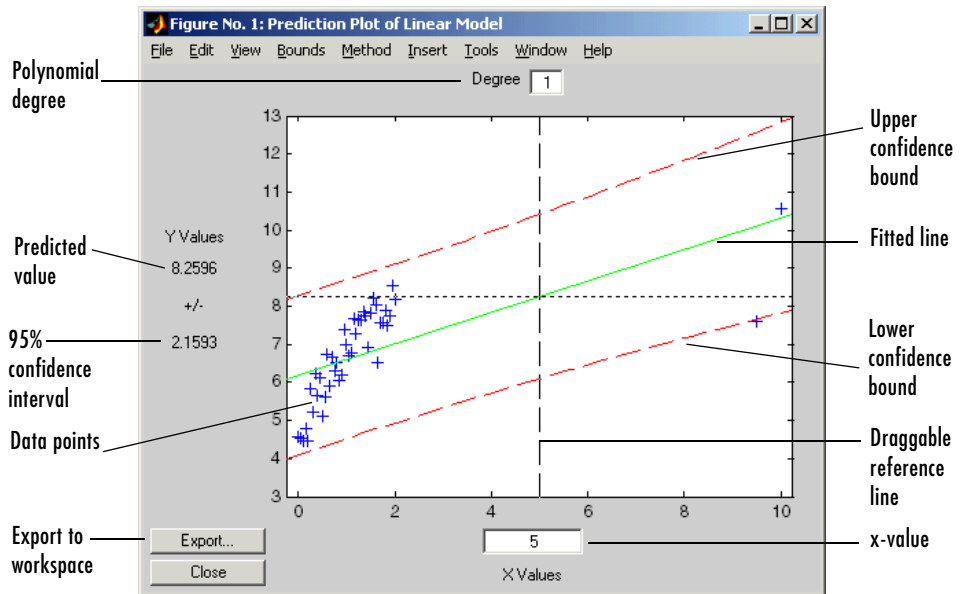 Figure No. 1: Prediction Plot of Linear Model
File Edit View Bounds Method Insert Tools Window Help
Polynomial
degree
Degree 1
13
12
11
10
9
8
7
6
5
4
3
0 2 4 6 8 10
Y Values
8.2596
+/-
2.1593
Predicted
value
95%
confidence
interval
Data points
Export to
workspace
Export...
Close
5
X Values
Upper
confidence
bound
Fitted line
Lower
confidence
bound
Draggable
reference
line
x-value